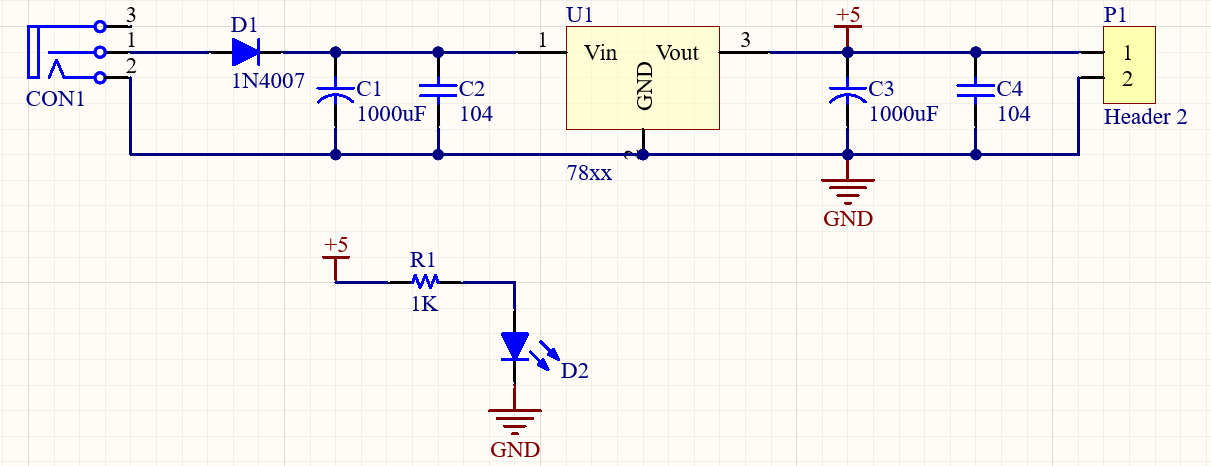 3
1
2
CON1
D1
1N4007
C1
1000uF
C2
104
U1
1
Vin
Vout
GND
3
2
78xx
+5
C3
1000uF
C4
104
GND
P1
1
2
Header 2
+5
R1
1K
D2
GND